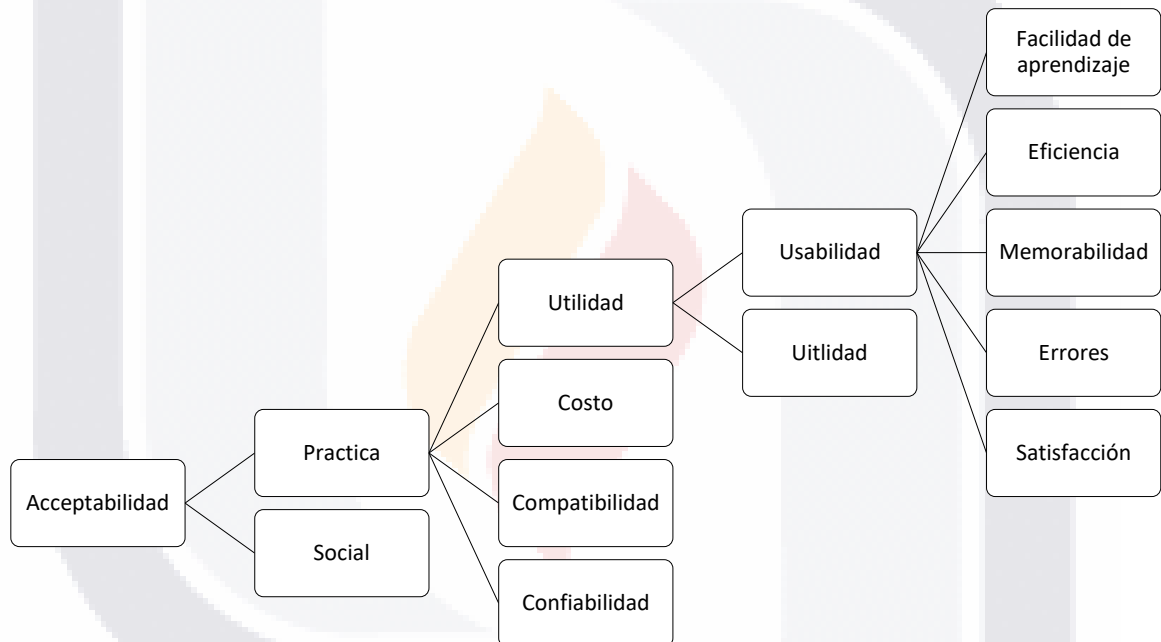 Acceptabilidad
Practica
Social
Utilidad
Costo
Compatibilidad
Confiabilidad
Usabilidad
Uitlidad
Facilidad de
aprendizaje
Eficiencia
Memorabilidad
Errores
Satisfacción